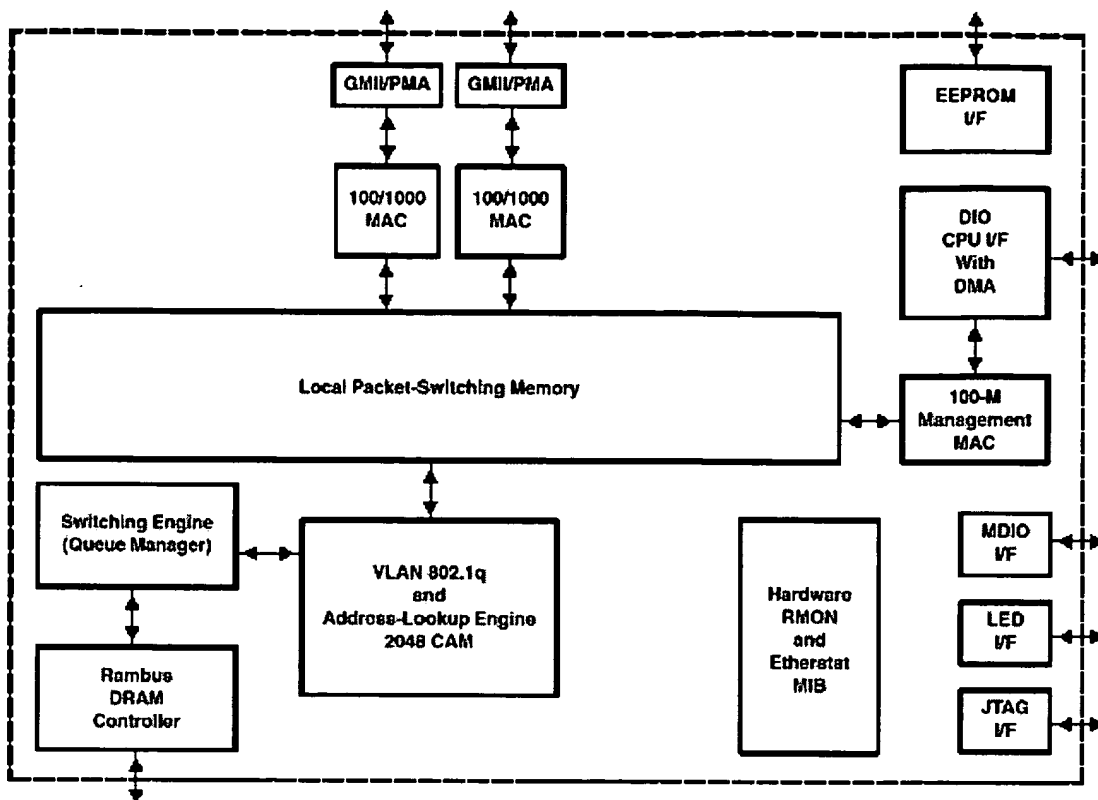 GMII/PMA
GMII/PMA
EEPROM
I/F
100/1000
MAC
100/1000
MAC
DIO
CPU I/F
With
DMA
Local Packet-Switching Memory
100-M
Management
MAC
Switching Engine
(Queue Manager)
VLAN 802.1q
and
Address-Lookup Engine
2048 CAM
Hardware
RMON
and
Etherstat
MIB
MDIO
I/F
LED
I/F
Rambus
DRAM
Controller
JTAG
I/F